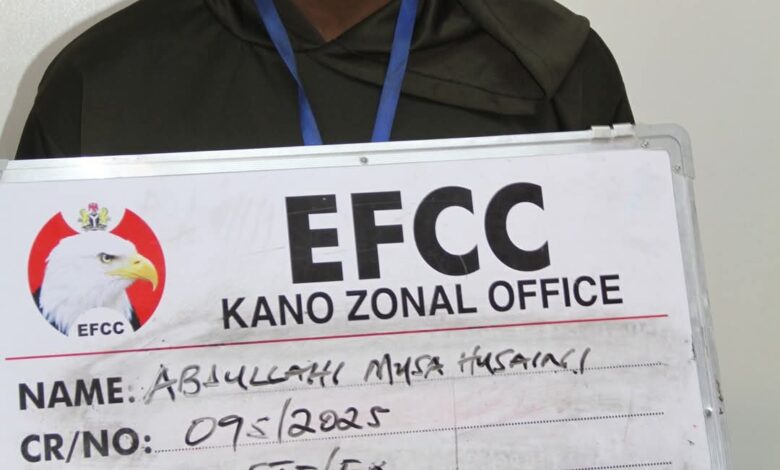 EFCC
KANO ZONAL OFFICE
EFCC
NAME: ABDULLAHI MUSA HUSAINI
CR/NO: 095/2025